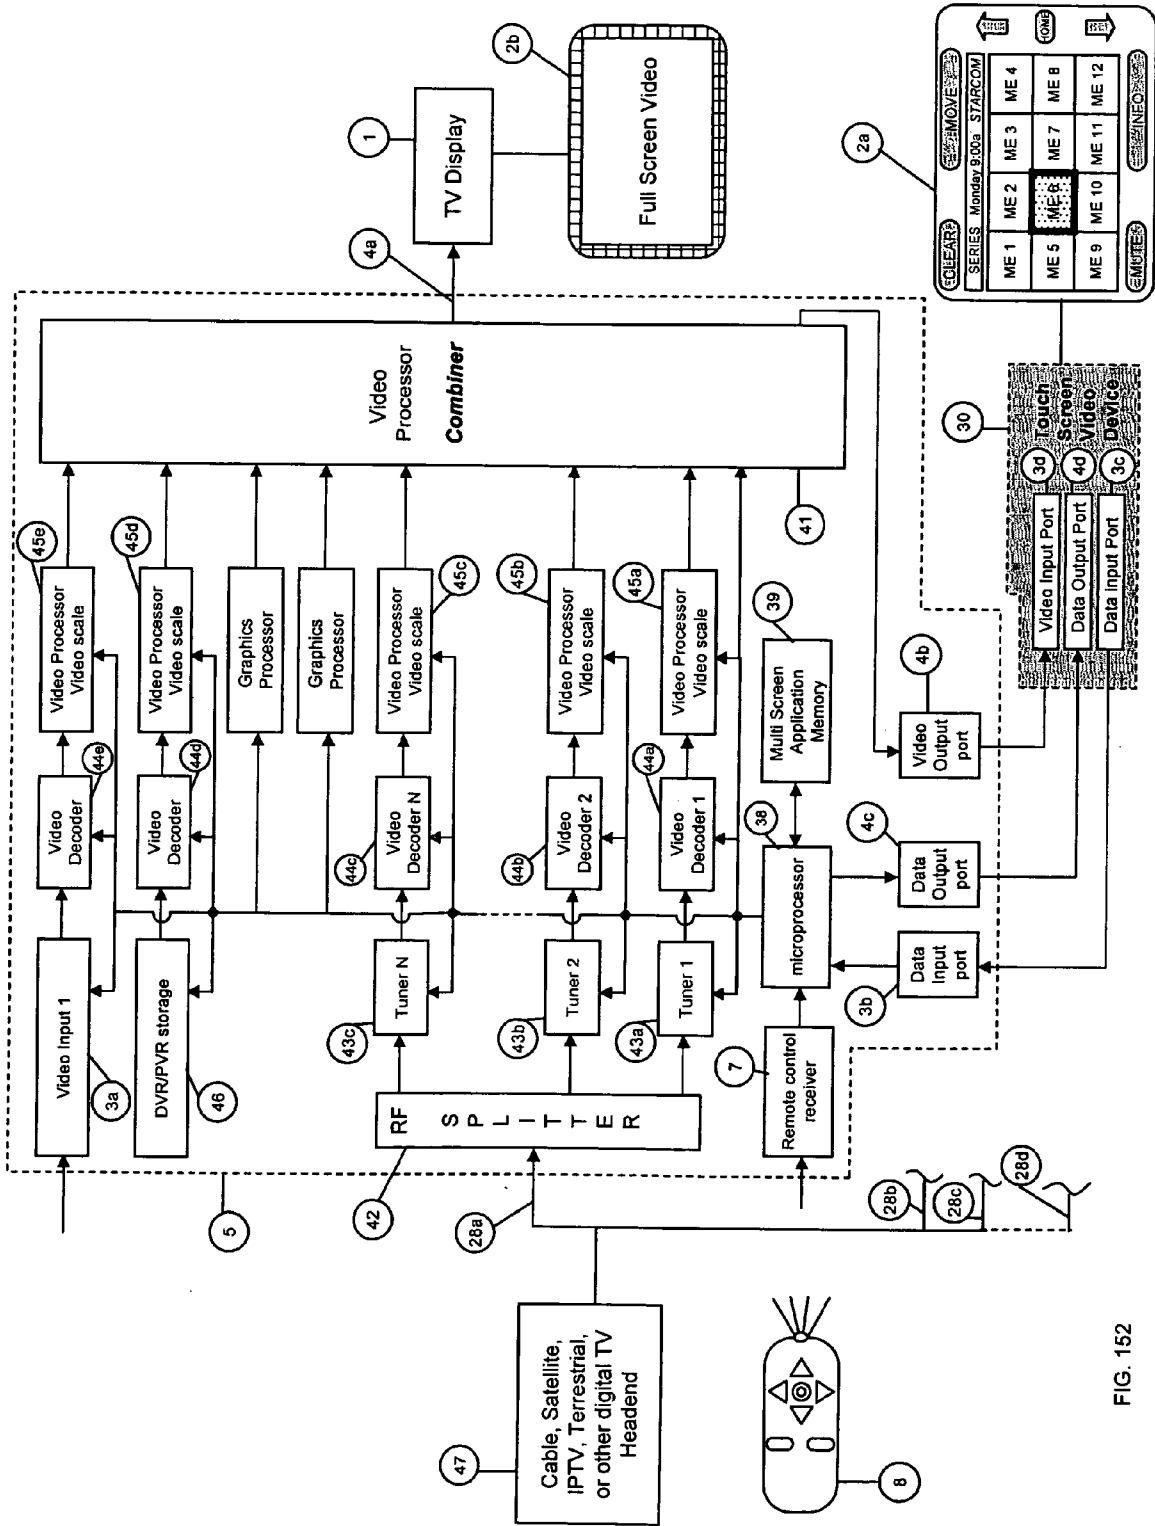 2b
Full Screen Video
1
TV Display
4a
Video
Processor
Combiner
41
45e
Video Processor
Video scale
45d
Video Processor
Video scale
Graphics
Processor
Graphics
Processor
45c
Video Processor
Video scale
45b
Video Processor
Video scale
45a
Video Processor
Video scale
44e
Video
Decoder
44d
Video
Decoder
44c
Video
Decoder N
44b
Video
Decoder 2
44a
Video
Decoder 1
39
Multi Screen
Application
Memory
38
microprocessor
4b
Video
Output
port
4c
Data
Output
port
3b
Data
Input
port
Video Input 1
3a
DVR/PVR storage
46
43c
Tuner N
43b
Tuner 2
43a
Tuner 1
RF
SPLITTER
42
7
Remote control
receiver
5
28a
28b
28c
28d
47
Cable, Satellite,
IPTV, Terrestrial,
or other digital TV
Headend
8
30
Touch
Screen
Video
Device
3d
4d
3c
Video Input Port
Data Output Port
Data Input Port
2a
CLEAR
MOVE
SERIES Monday 9:00a STARCOM
ME 1 ME 2 ME 3 ME 4
ME 5 ME 6 ME 7 ME 8
ME 9 ME 10 ME 11 ME 12
HOME
MUTE
INFO
FIG. 152